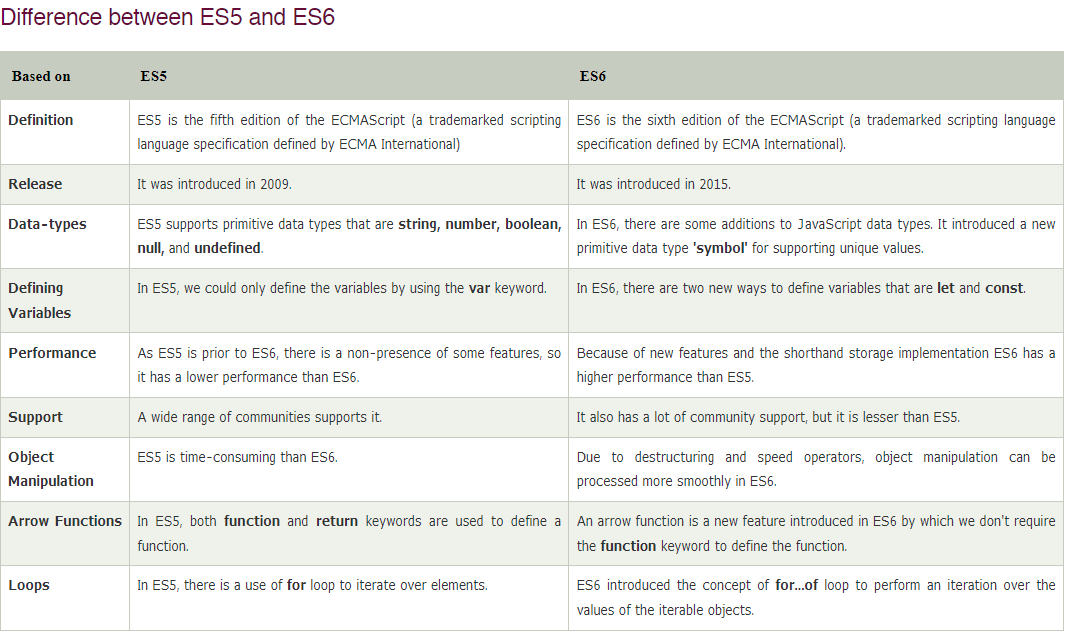 Difference between ES5 and ES6
Based on ES5 ES6
Definition ES5 is the fifth edition of the ECMAScript (a trademarked scripting ES6 is the sixth edition of the ECMAScript (a trademarked scripting language
language specification defined by ECMA International) specification defined by ECMA International).
Release It was introduced in 2009. It was introduced in 2015.
Data-types ES5 supports primitive data types that are string, number, boolean, In ES6, there are some additions to JavaScript data types. It introduced a new
null, and undefined. primitive data type 'symbol' for supporting unique values.
Defining In ES5, we could only define the variables by using the var keyword. In ES6, there are two new ways to define variables that are let and const.
Variables
Performance As ES5 is prior to ES6, there is a non-presence of some features, so Because of new features and the shorthand storage implementation ES6 has a
it has a lower performance than ES6. higher performance than ES5.
Support A wide range of communities supports it. It also has a lot of community support, but it is lesser than ES5.
Object ES5 is time-consuming than ES6. Due to destructuring and speed operators, object manipulation can be
Manipulation processed more smoothly in ES6.
Arrow Functions In ES5, both function and return keywords are used to define a An arrow function is a new feature introduced in ES6 by which we don't require
function. the function keyword to define the function.
Loops In ES5, there is a use of for loop to iterate over elements. ES6 introduced the concept of for...of loop to perform an iteration over the
values of the iterable objects.